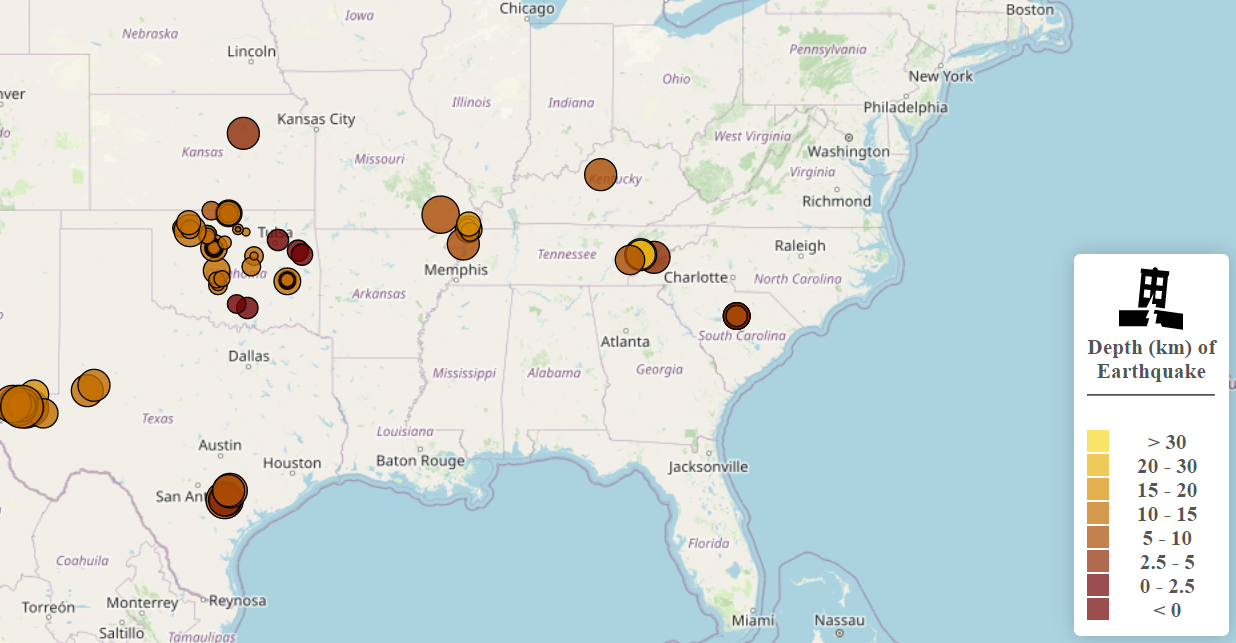 Chicago
Boston
Iowa
Nebraska
Lincoln
Pennsylvania
New York
Ohio
nver
Illinois
Indiana
Philadelphia
Kansas City
do
West Virginia
Washington
Kansas
Missouri
Virginia
Kentucky
Richmond
Tulsa
Raleigh
Tennessee
Memphis
Charlotte
North Carolina
homa
Arkansas
South Carolina
Atlanta
Dallas
Mississippi
Alabama
Georgia
Texas
Louisiana
Austin
Baton Rouge
Houston
Jacksonville
San Ant
Florida
Coahuila
Torreón
Monterrey
Reynosa
Saltillo
Tamaulipas
Miami
Nassau
Depth (km) of
Earthquake
> 30
20 - 30
15 - 20
10 - 15
5 - 10
2.5 - 5
0 - 2.5
< 0